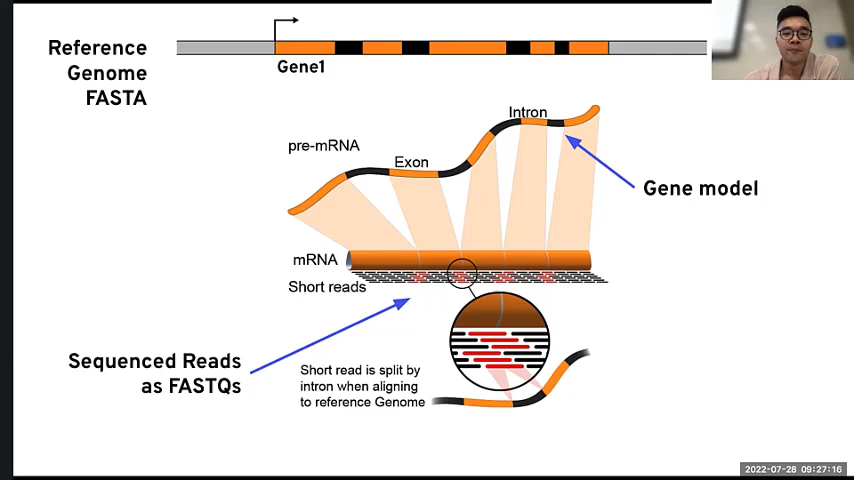 Reference
Genome
FASTA
Gene1
Intron
pre-mRNA
Exon
Gene model
mRNA
Short reads
Sequenced Reads
as FASTQs
Short read is split by
intron when aligning
to reference Genome
2022-07-28 09:27:16